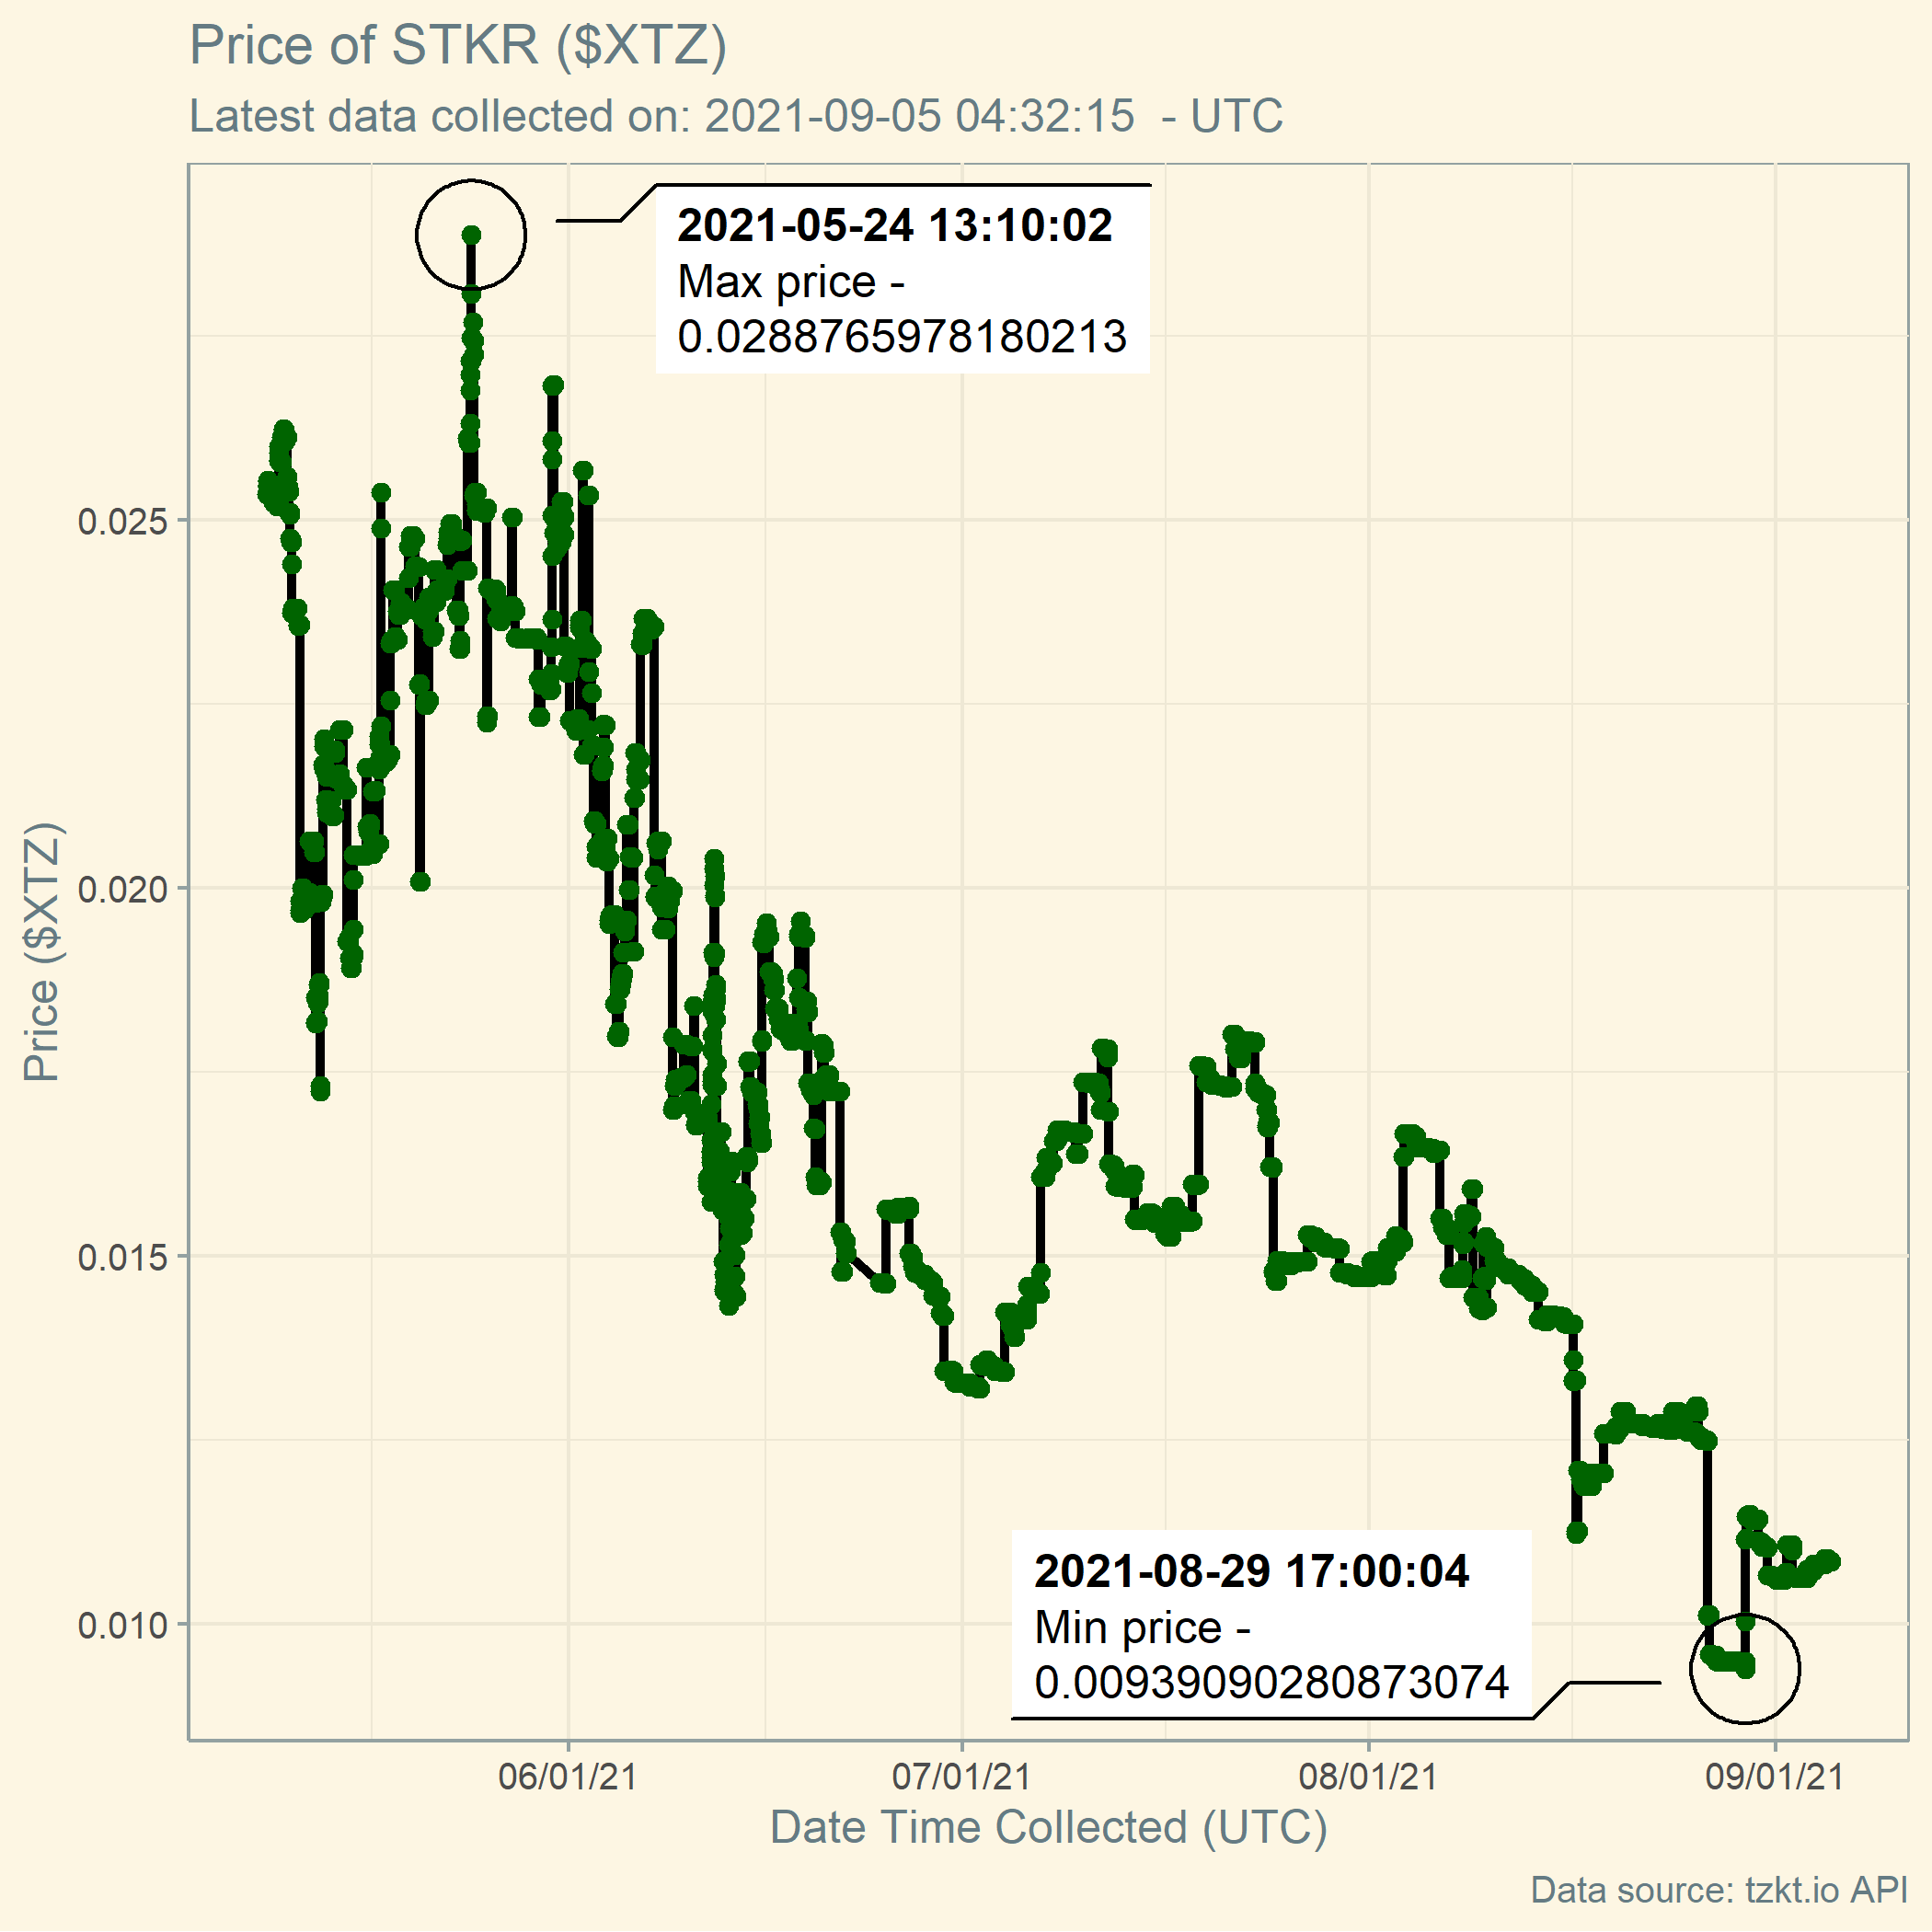 Price of STKR ($XTZ)
Latest data collected on: 2021-09-05 04:32:15  - UTC
2021-05-24 13:10:02
Max price -
0.0288765978180213
0.025
0.020
0.015
0.010
Price ($XTZ)
2021-08-29 17:00:04
Min price -
0.00939090280873074
06/01/21
07/01/21
08/01/21
09/01/21
Date Time Collected (UTC)
Data source: tzkt.io API